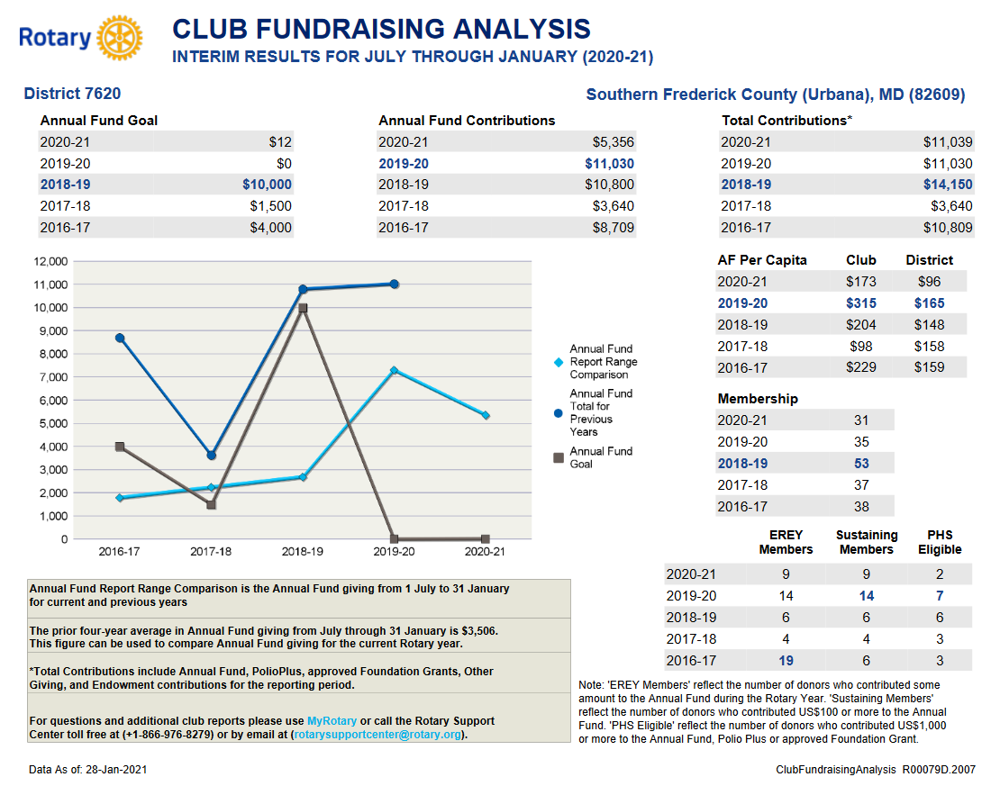 Rotary
CLUB FUNDRAISING ANALYSIS
INTERIM RESULTS FOR JULY THROUGH JANUARY (2020-21)
District 7620
Southern Frederick County (Urbana), MD (82609)
Annual Fund Goal
2020-21 $12
2019-20 $0
2018-19 $10,000
2017-18 $1,500
2016-17 $4,000
Annual Fund Contributions
2020-21 $5,356
2019-20 $11,030
2018-19 $10,800
2017-18 $3,640
2016-17 $8,709
Total Contributions*
2020-21 $11,039
2019-20 $11,030
2018-19 $14,150
2017-18 $3,640
2016-17 $10,809
12,000
11,000
10,000
9,000
8,000
7,000
6,000
5,000
4,000
3,000
2,000
1,000
0
2016-17 2017-18 2018-19 2019-20 2020-21
Annual Fund
Report Range
Comparison
Annual Fund
Total for
Previous
Years
Annual Fund
Goal
AF Per Capita Club District
2020-21 $173 $96
2019-20 $315 $165
2018-19 $204 $148
2017-18 $98 $158
2016-17 $229 $159
Membership
2020-21 31
2019-20 35
2018-19 53
2017-18 37
2016-17 38
EREY Sustaining PHS
Members Members Eligible
2020-21 9 9 2
2019-20 14 14 7
2018-19 6 6 6
2017-18 4 4 3
2016-17 19 6 3
Annual Fund Report Range Comparison is the Annual Fund giving from 1 July to 31 January
for current and previous years
The prior four-year average in Annual Fund giving from July through 31 January is $3,506.
This figure can be used to compare Annual Fund giving for the current Rotary year.
*Total Contributions include Annual Fund, PolioPlus, approved Foundation Grants, Other
Giving, and Endowment contributions for the reporting period.
For questions and additional club reports please use MyRotary or call the Rotary Support
Center toll free at (+1-866-976-8279) or by email at (rotarysupportcenter@rotary.org).
Note: 'EREY Members' reflect the number of donors who contributed some
amount to the Annual Fund during the Rotary Year. 'Sustaining Members'
reflect the number of donors who contributed US$100 or more to the Annual
Fund. 'PHS Eligible' reflect the number of donors who contributed US$1,000
or more to the Annual Fund, Polio Plus or approved Foundation Grant.
Data As of: 28-Jan-2021
ClubFundraisingAnalysis R00079D.2007